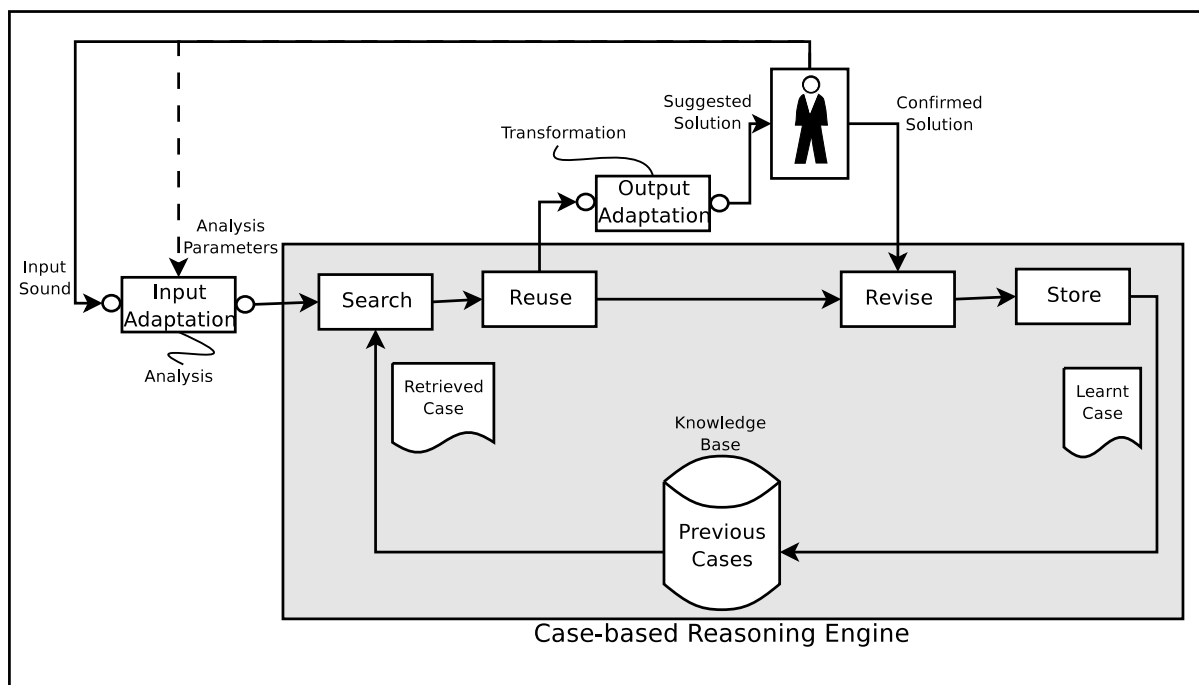 Suggested
Solution
Confirmed
Solution
Transformation
Output
Adaptation
Analysis
Parameters
Input
Sound
Input
Adaptation
Analysis
Search
Reuse
Revise
Store
Retrieved
Case
Learnt
Case
Knowledge
Base
Previous
Cases
Case-based Reasoning Engine